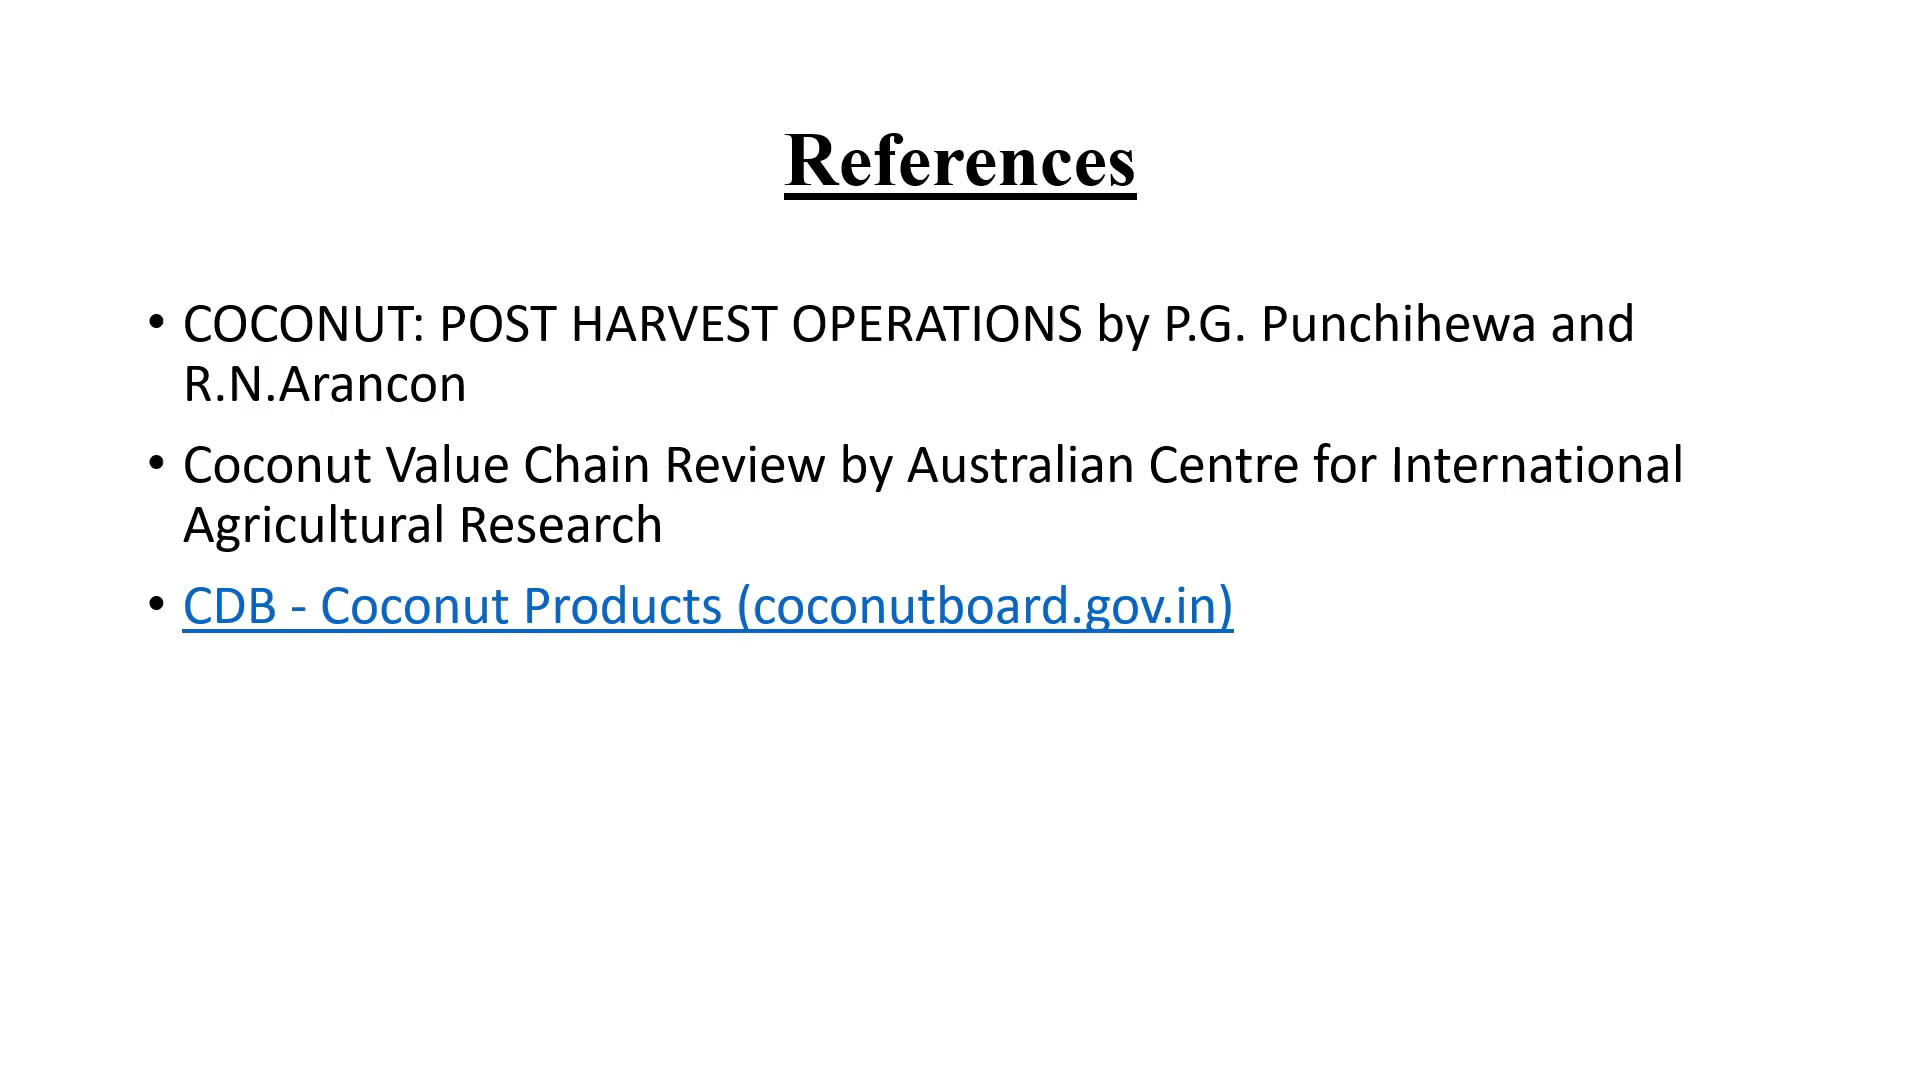 References
• COCONUT: POST HARVEST OPERATIONS by P.G. Punchihewa and
R.N.Arancon
• Coconut Value Chain Review by Australian Centre for International
Agricultural Research
• CDB - Coconut Products (coconutboard.gov.in)